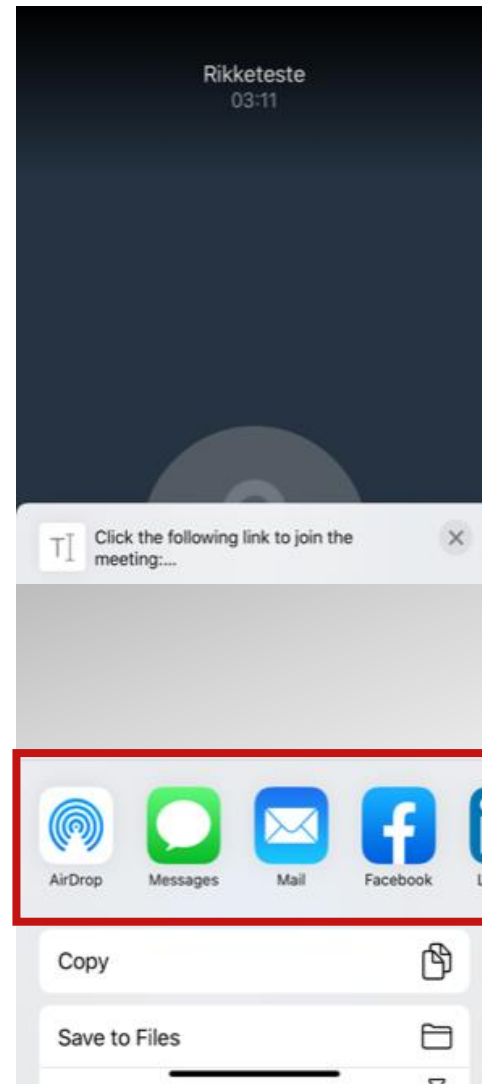 Rikketeste
03:11
Click the following link to join the
meeting:...
AirDrop
Messages
Mail
Facebook
Copy
Save to Files